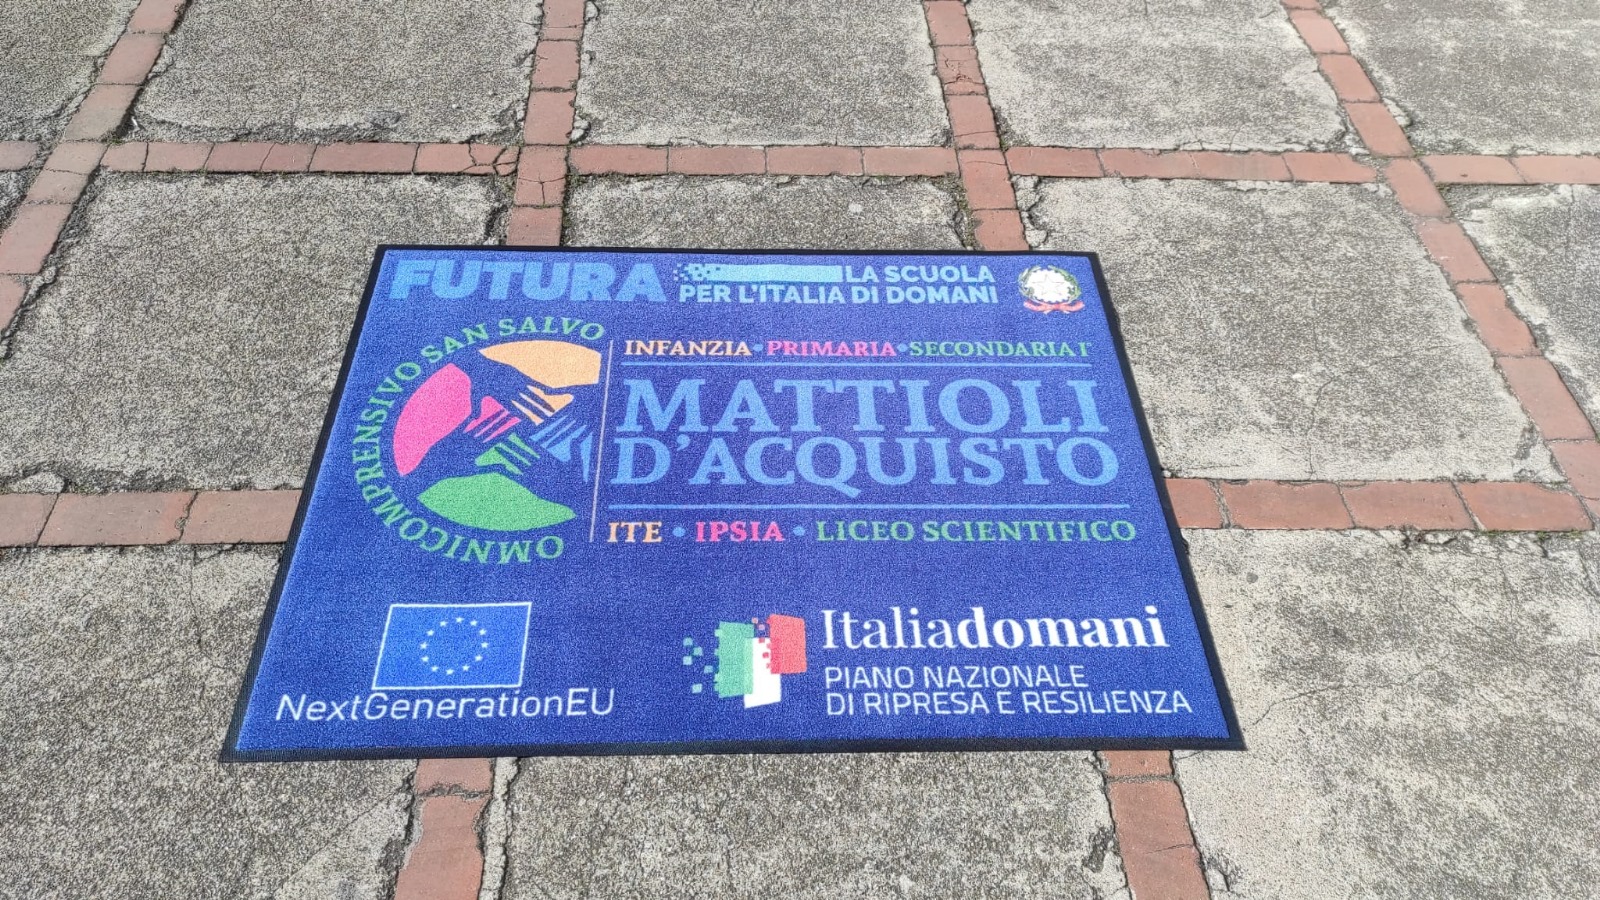 FUTURA
LA SCUOLA
PER L'ITALIA DI DOMANI
OMNICOMPRENSIVO SAN SALVO
INFANZIA • PRIMARIA • SECONDARIA I°
MATTIOLI
D'ACQUISTO
ITE • IPSIA • LICEO SCIENTIFICO
NextGenerationEU
Italiadomani
PIANO NAZIONALE
DI RIPRESA E RESILIENZA